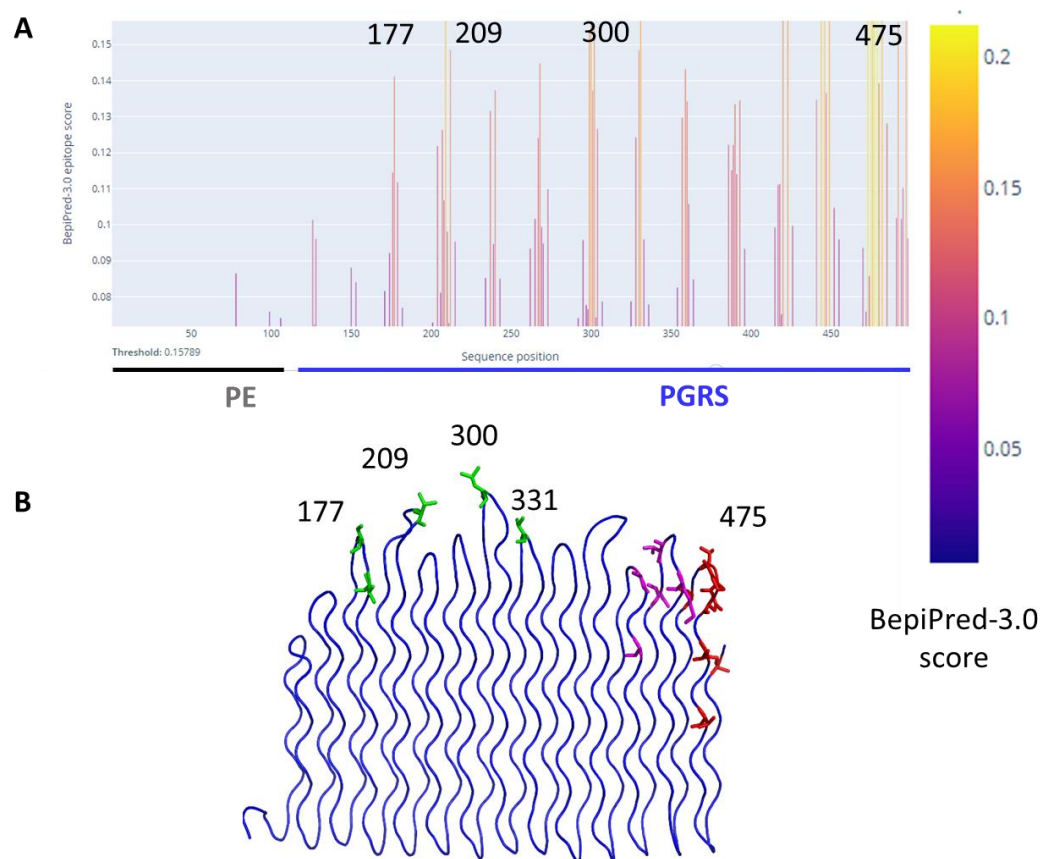 A
177 209 300 475
BepiPred-3.0 epitope score
0.15
0.14
0.13
0.12
0.11
0.1
0.09
0.08
50 100 150 200 250 300 350 400 450
Threshold: 0.15789
Sequence position
PE
PGRS
0.2
0.15
0.1
0.05
BepiPred-3.0
score
B
177
209
300
331
475